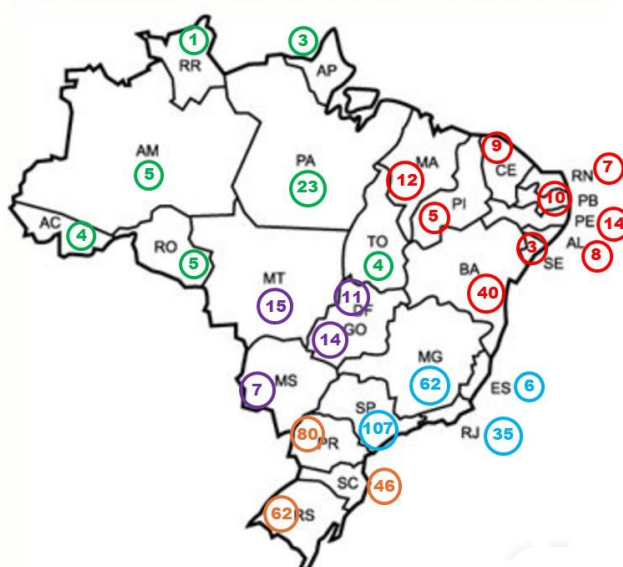 1
RR
3
AP
AM
5
PA
23
MA
12
9
CE
RN
7
PI
5
10
PB
PE
14
AC
4
RO
5
TO
4
3
SE
AL
8
MT
15
BA
40
11
DF
GO
14
MG
62
ES
6
MS
7
SP
107
RJ
35
80
PR
SC
46
62
RS